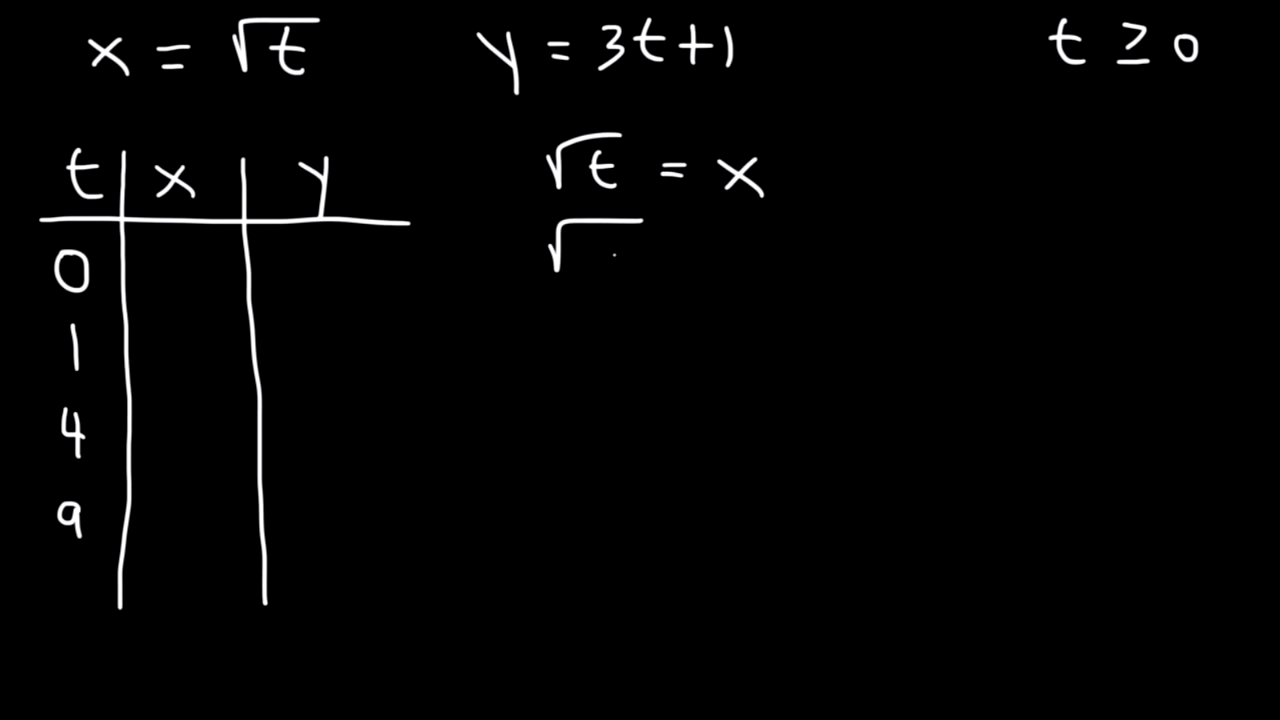 x = √t y = 3t+1 t ≥ 0
t x y
0
1
4
9
√t = x
√